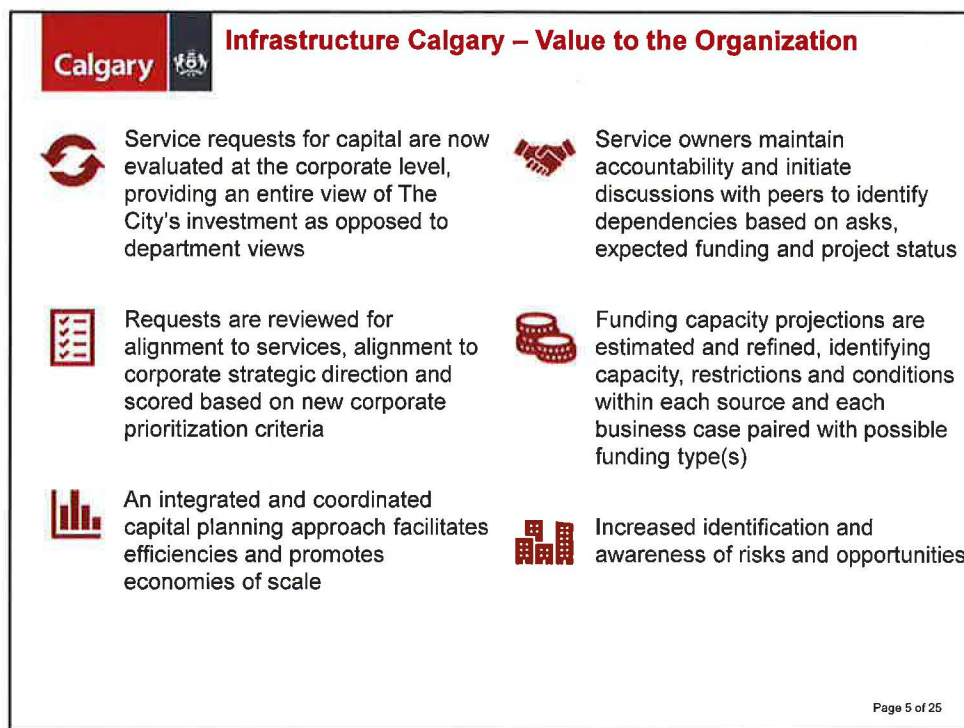 Calgary
Infrastructure Calgary – Value to the Organization
Service requests for capital are now
evaluated at the corporate level,
providing an entire view of The
City's investment as opposed to
department views
Requests are reviewed for
alignment to services, alignment to
corporate strategic direction and
scored based on new corporate
prioritization criteria
An integrated and coordinated
capital planning approach facilitates
efficiencies and promotes
economies of scale
Service owners maintain
accountability and initiate
discussions with peers to identify
dependencies based on asks,
expected funding and project status
Funding capacity projections are
estimated and refined, identifying
capacity, restrictions and conditions
within each source and each
business case paired with possible
funding type(s)
Increased identification and
awareness of risks and opportunities
Page 5 of 25